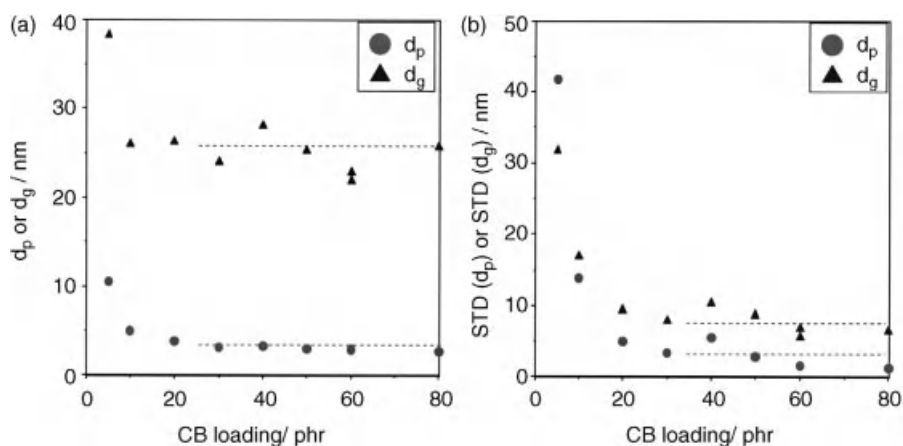 (a)
40
30
20
10
0
d_p or d_g / nm
d_p
d_g
0 20 40 60 80
CB loading/ phr
(b)
50
40
30
20
10
0
STD (d_p) or STD (d_g) / nm
d_p
d_g
0 20 40 60 80
CB loading/ phr